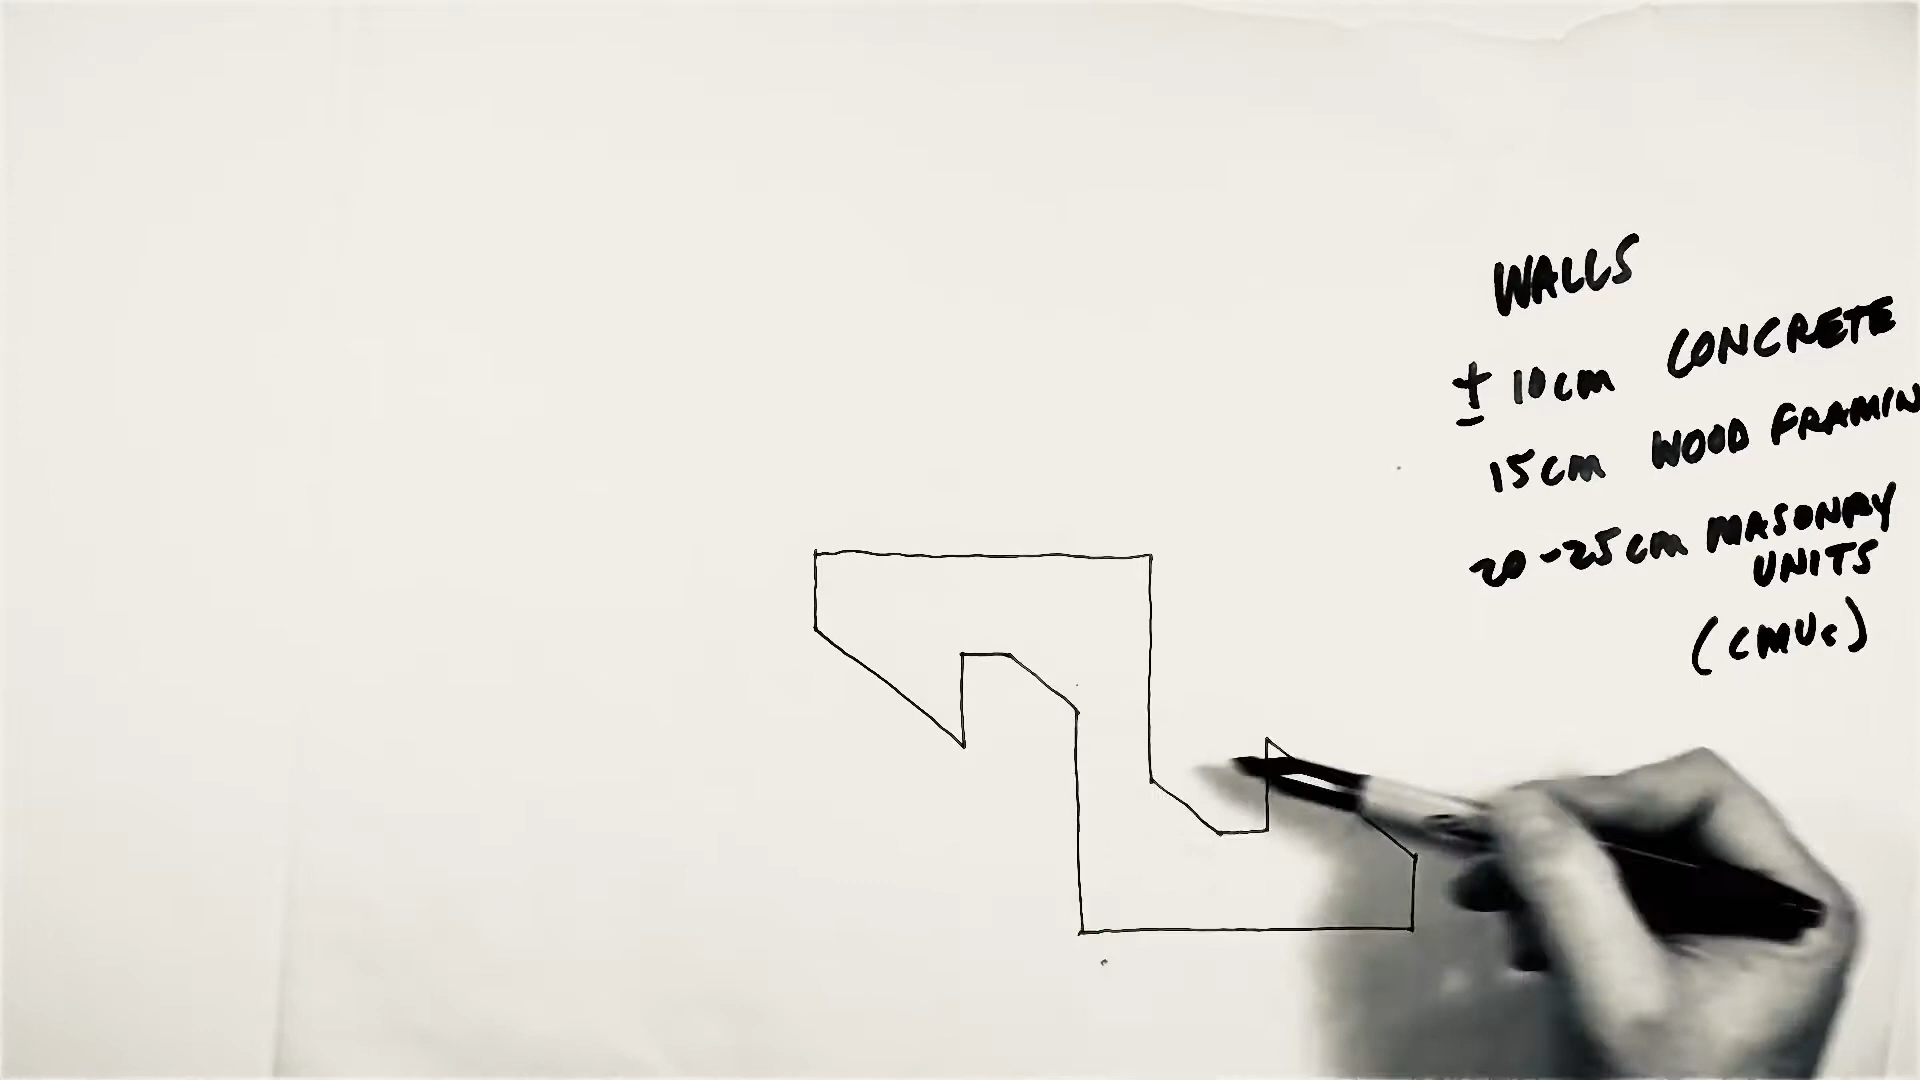 WALLS
± 10cm CONCRETE
15cm WOOD FRAMIN
20-25cm MASONRY
UNITS
(CMUs)